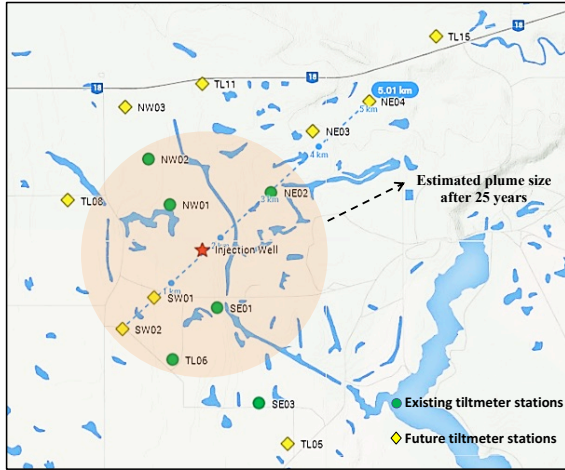 18
TL15
TL11
18
18
5.01 km
5 km
NE04
NW03
NE03
4 km
NW02
Estimated plume size
after 25 years
NE02
3 km
TL08
NW01
2 km
Injection Well
1 km
SW01
SE01
SW02
TL06
SE03
Existing tiltmeter stations
TL05
Future tiltmeter stations